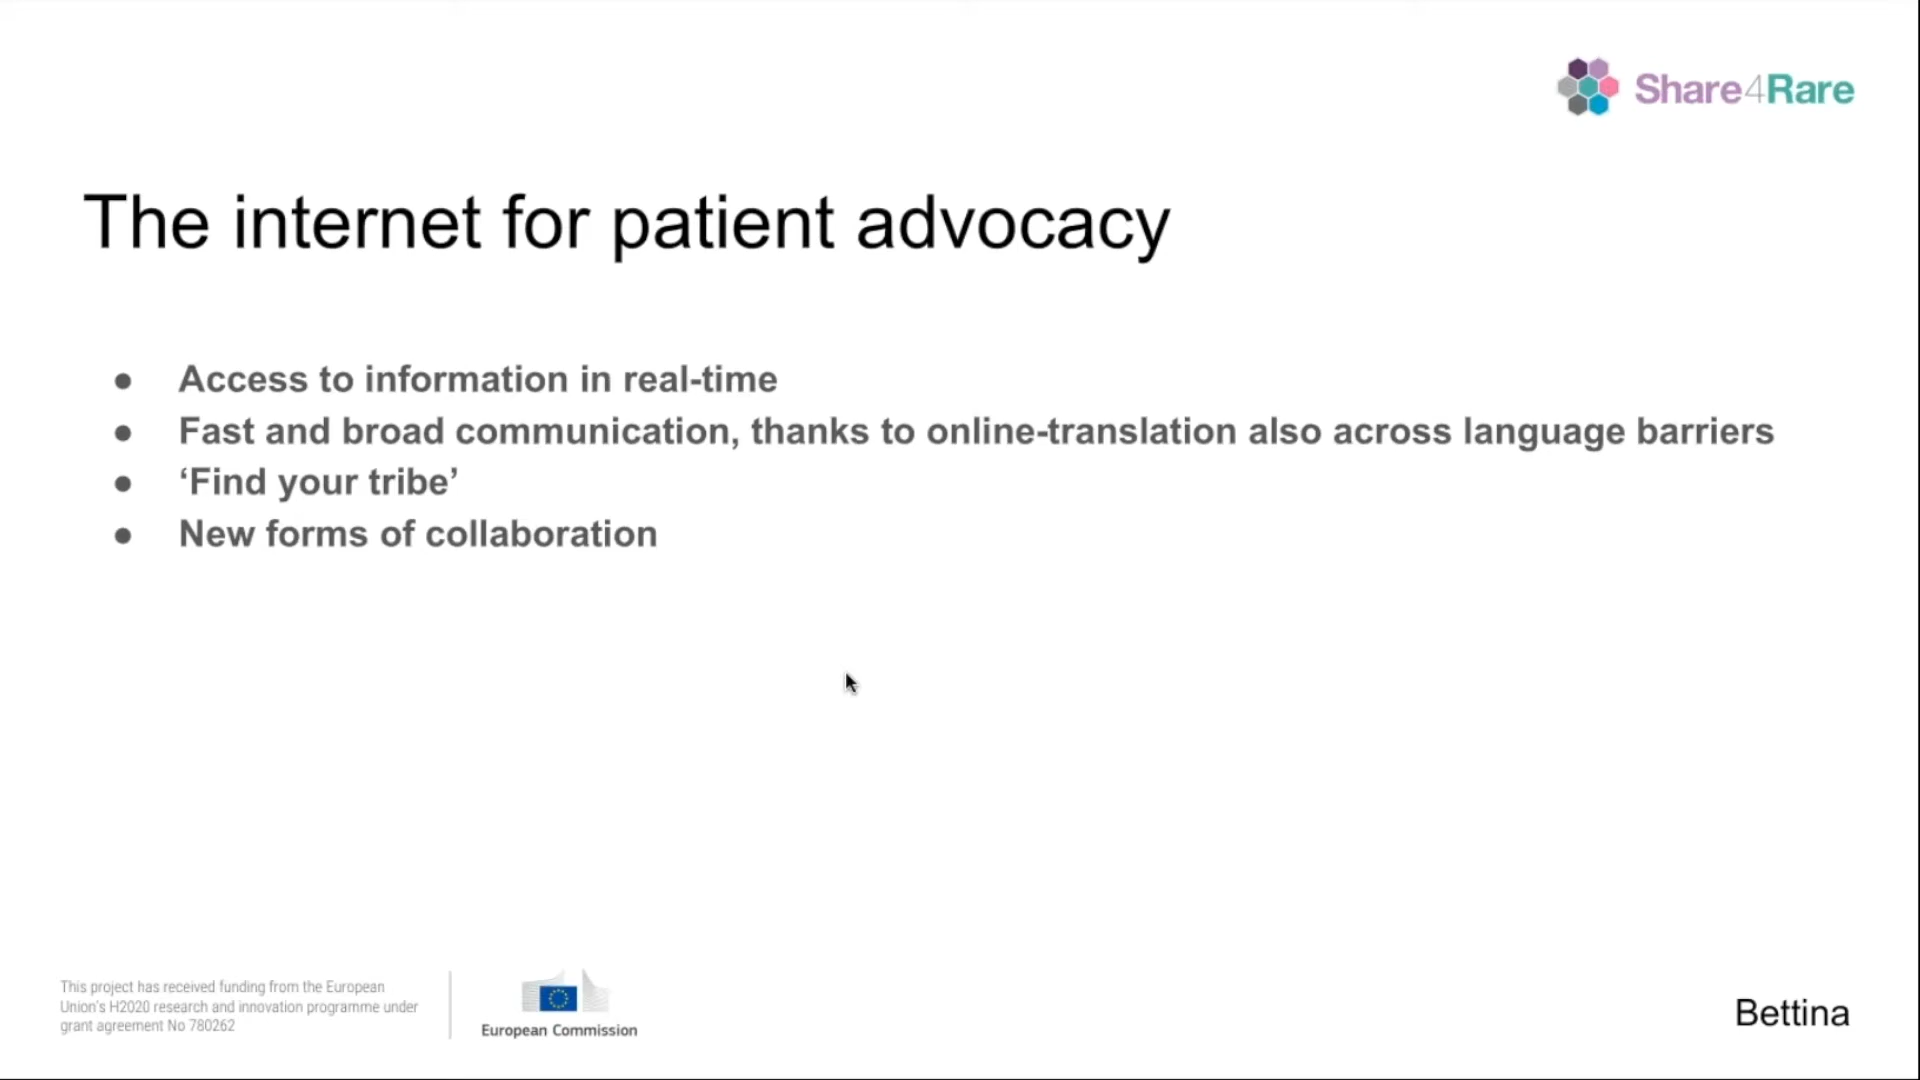 Share4Rare
The internet for patient advocacy
● Access to information in real-time
● Fast and broad communication, thanks to online-translation also across language barriers
● ‘Find your tribe’
● New forms of collaboration
This project has received funding from the European
Union's H2020 research and innovation programme under
grant agreement No 780262
European Commission
Bettina